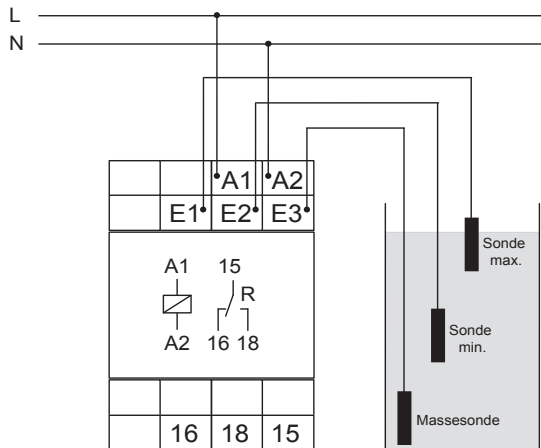 L
N
A1 A2
E1 E2 E3
A1 15
R
A2 16 18
16 18 15
Sonde
max.
Sonde
min.
Massesonde